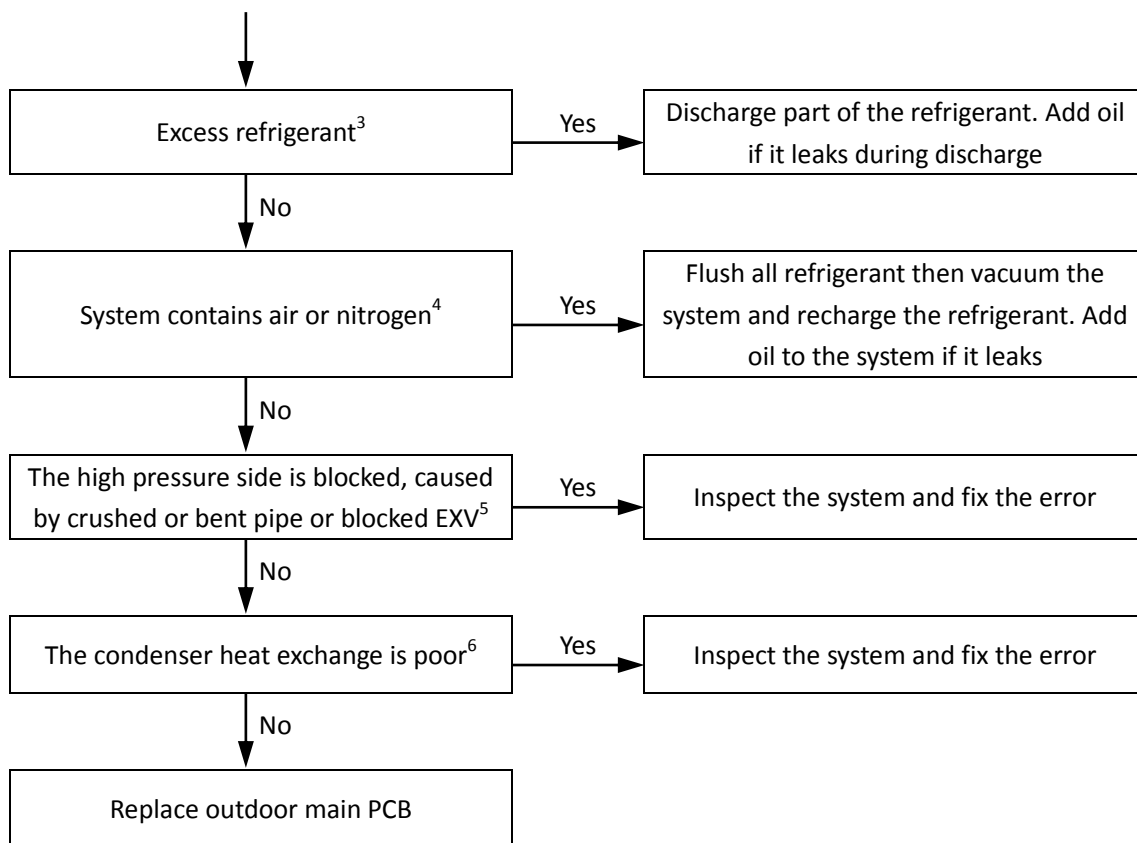 Excess refrigerant³
Yes
Discharge part of the refrigerant. Add oil
if it leaks during discharge
No
System contains air or nitrogen⁴
Yes
Flush all refrigerant then vacuum the
system and recharge the refrigerant. Add
oil to the system if it leaks
No
The high pressure side is blocked, caused
by crushed or bent pipe or blocked EXV⁵
Yes
Inspect the system and fix the error
No
The condenser heat exchange is poor⁶
Yes
Inspect the system and fix the error
No
Replace outdoor main PCB